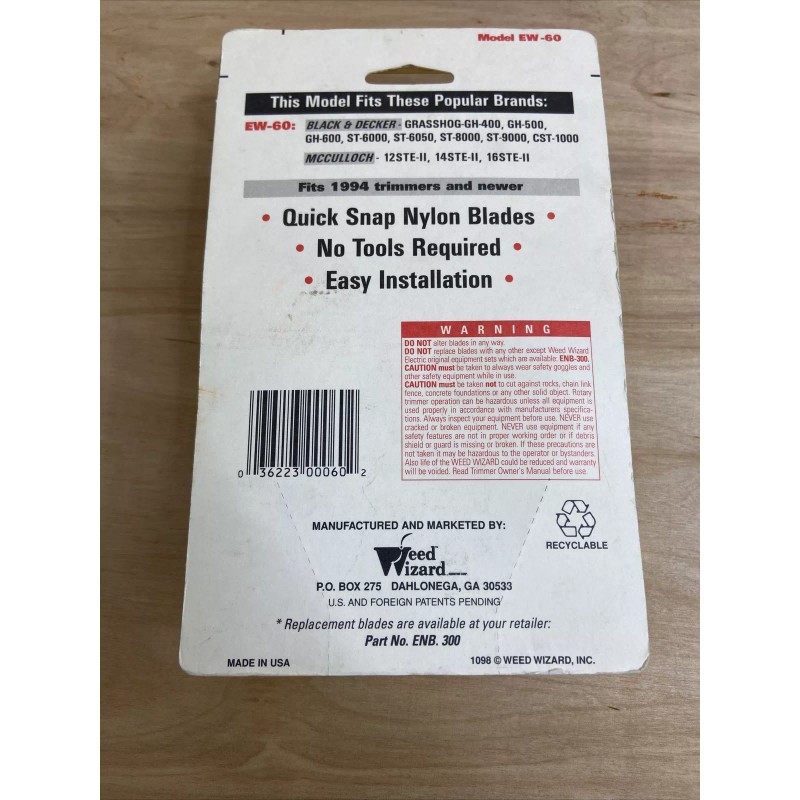 Model EW-60
This Model Fits These Popular Brands:
EW-60: BLACK & DECKER - GRASSHOG-GH-400, GH-500,
GH-600, ST-6000, ST-6050, ST-8000, ST-9000, CST-1000
MCCULLOCH - 12STE-II, 14STE-II, 16STE-II
Fits 1994 trimmers and newer
• Quick Snap Nylon Blades •
• No Tools Required •
• Easy Installation •
WARNING
DO NOT alter blades in any way.
DO NOT replace blades with any other except Weed Wizard
Electric original equipment sets which are available: ENB-300.
CAUTION must be taken to always wear safety goggles and
other safety equipment while in use.
CAUTION must be taken not to cut against rocks, chain link
fence, concrete foundations or any other solid object. Rotary
trimmer operation can be hazardous unless all equipment is
used properly in accordance with manufacturers specifica-
tions. Always inspect your equipment before use. NEVER use
cracked or broken equipment. NEVER use equipment if any
safety features are not in proper working order or if debris
shield or guard is missing or broken. If these precautions are
not taken it may be hazardous to the operator or bystanders.
Also life of the WEED WIZARD could be reduced and warranty
will be voided. Read Trimmer Owner's Manual before use.
0 36223 00060 2
MANUFACTURED AND MARKETED BY:
Weed
Wizard
P.O. BOX 275 DAHLONEGA, GA 30533
U.S. AND FOREIGN PATENTS PENDING
RECYCLABLE
* Replacement blades are available at your retailer:
Part No. ENB. 300
MADE IN USA
1098 © WEED WIZARD, INC.